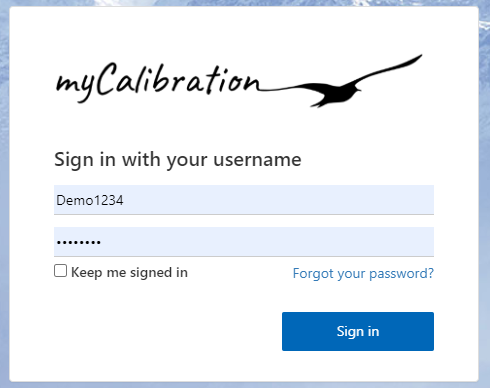 myCalibration
Sign in with your username
Demo1234
••••••••
Keep me signed in
Forgot your password?
Sign in